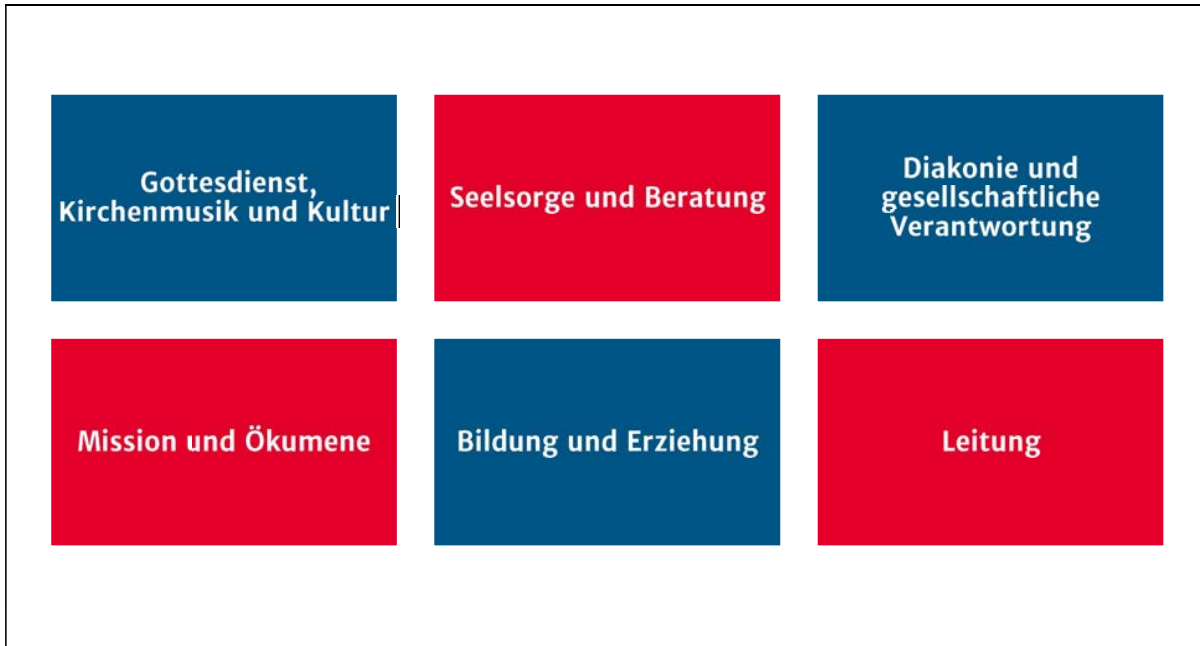 Gottesdienst,
Kirchenmusik und Kultur
Seelsorge und Beratung
Diakonie und
gesellschaftliche
Verantwortung
Mission und Ökumene
Bildung und Erziehung
Leitung